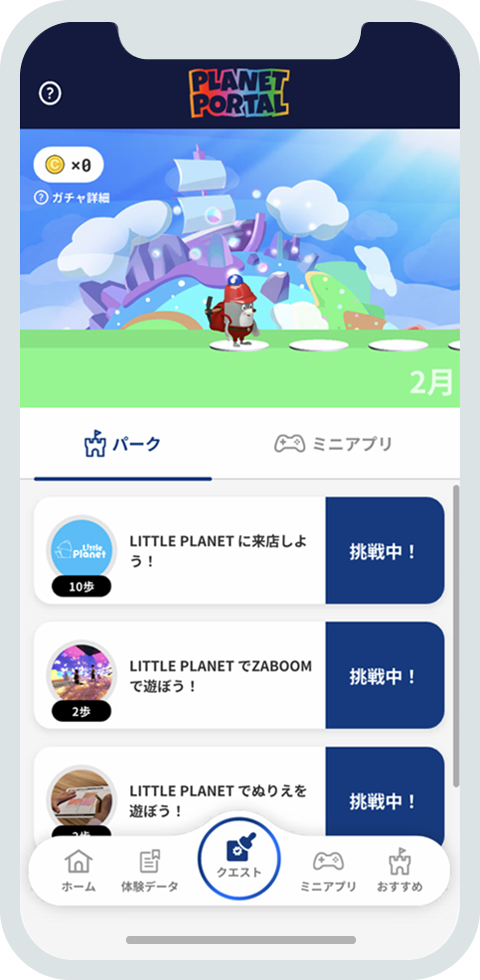 PLANET
PORTAL
×0
ガチャ詳細
2月
パーク
ミニアプリ
Little
Planet
10歩
LITTLE PLANET に来店しよ
う！
挑戦中！
2歩
LITTLE PLANET でZABOOM
で遊ぼう！
挑戦中！
LITTLE PLANET でぬりえを
遊ぼう！
挑戦中！
ホーム
体験データ
クエスト
ミニアプリ
おすすめ